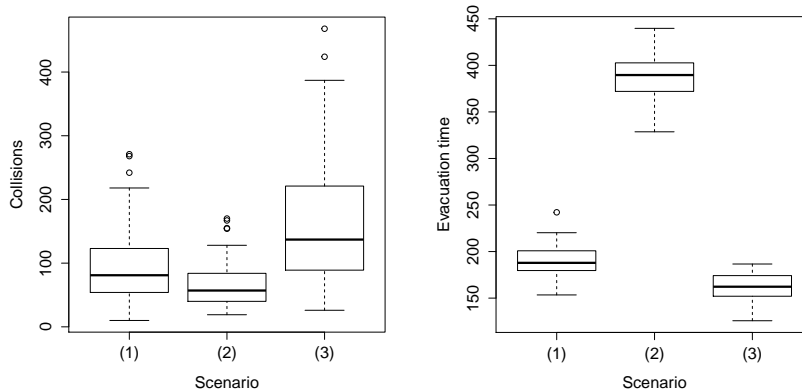 Collisions
400
300
200
100
0
(1) (2) (3)
Scenario
Evacuation time
450
400
350
300
250
200
150
(1) (2) (3)
Scenario